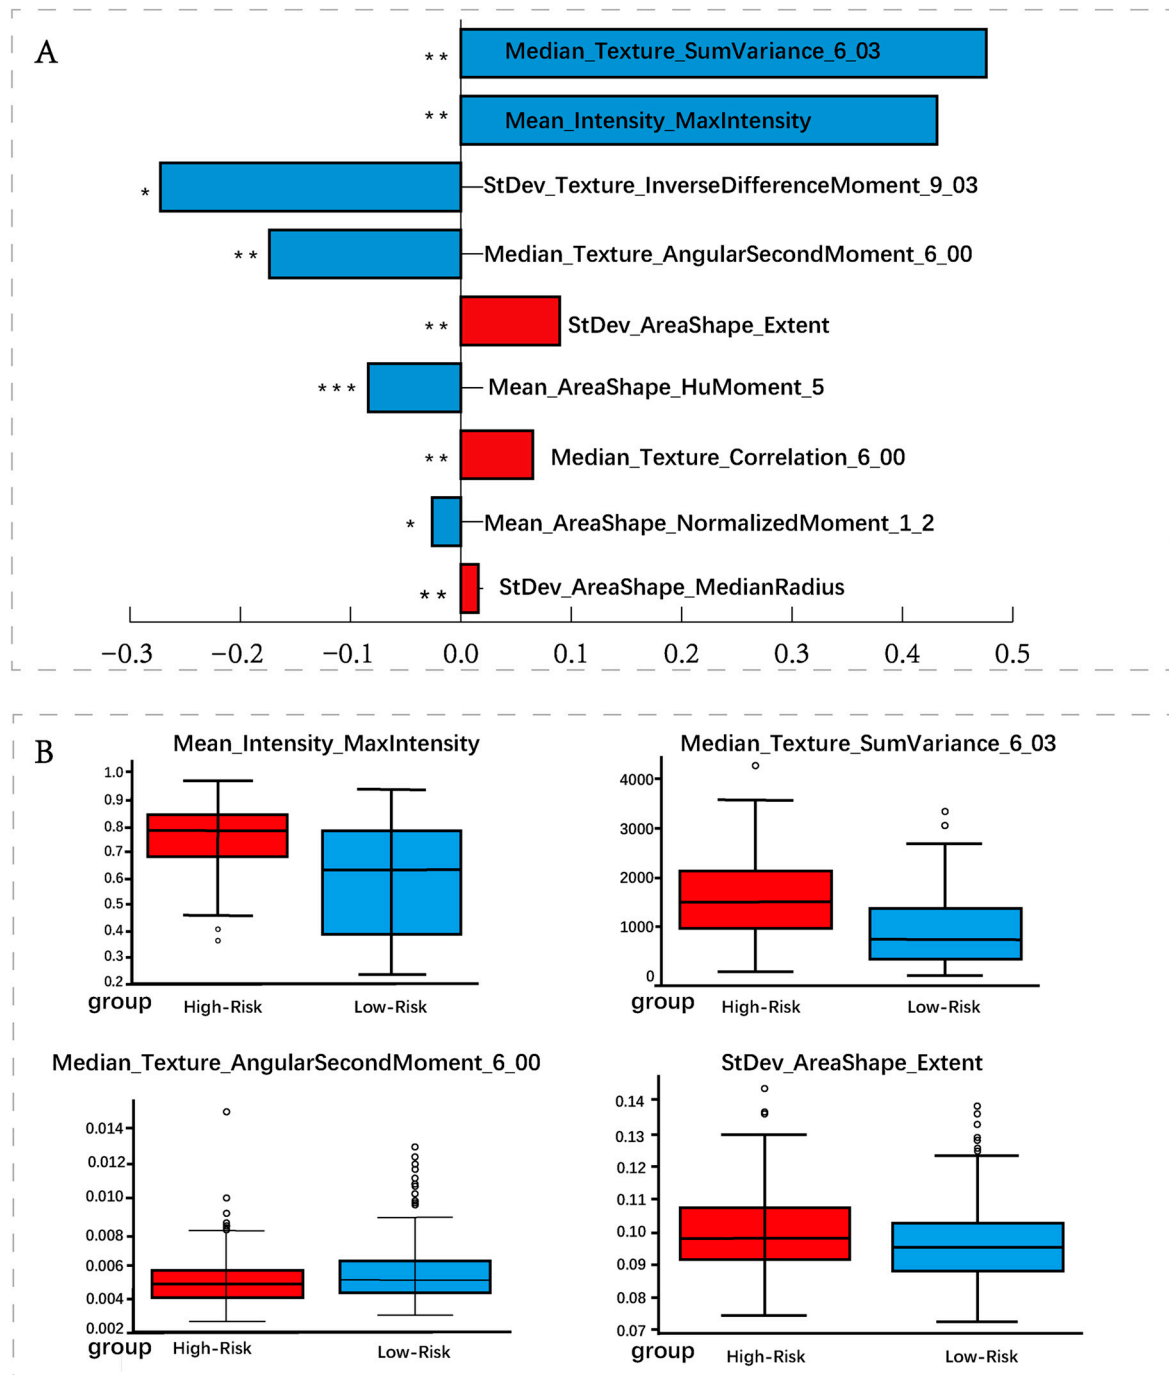 A
** Median_Texture_SumVariance_6_03
** Mean_Intensity_MaxIntensity
* StDev_Texture_InverseDifferenceMoment_9_03
** Median_Texture_AngularSecondMoment_6_00
** StDev_AreaShape_Extent
*** Mean_AreaShape_HuMoment_5
** Median_Texture_Correlation_6_00
* Mean_AreaShape_NormalizedMoment_1_2
** StDev_AreaShape_MedianRadius
−0.3 −0.2 −0.1 0.0 0.1 0.2 0.3 0.4 0.5
B
Mean_Intensity_MaxIntensity
1.0
0.9
0.8
0.7
0.6
0.5
0.4
0.3
0.2
group High-Risk Low-Risk
Median_Texture_SumVariance_6_03
4000
3000
2000
1000
0
group High-Risk Low-Risk
Median_Texture_AngularSecondMoment_6_00
0.014
0.012
0.010
0.008
0.006
0.004
0.002
group High-Risk Low-Risk
StDev_AreaShape_Extent
0.14
0.13
0.12
0.11
0.10
0.09
0.08
0.07
group High-Risk Low-Risk